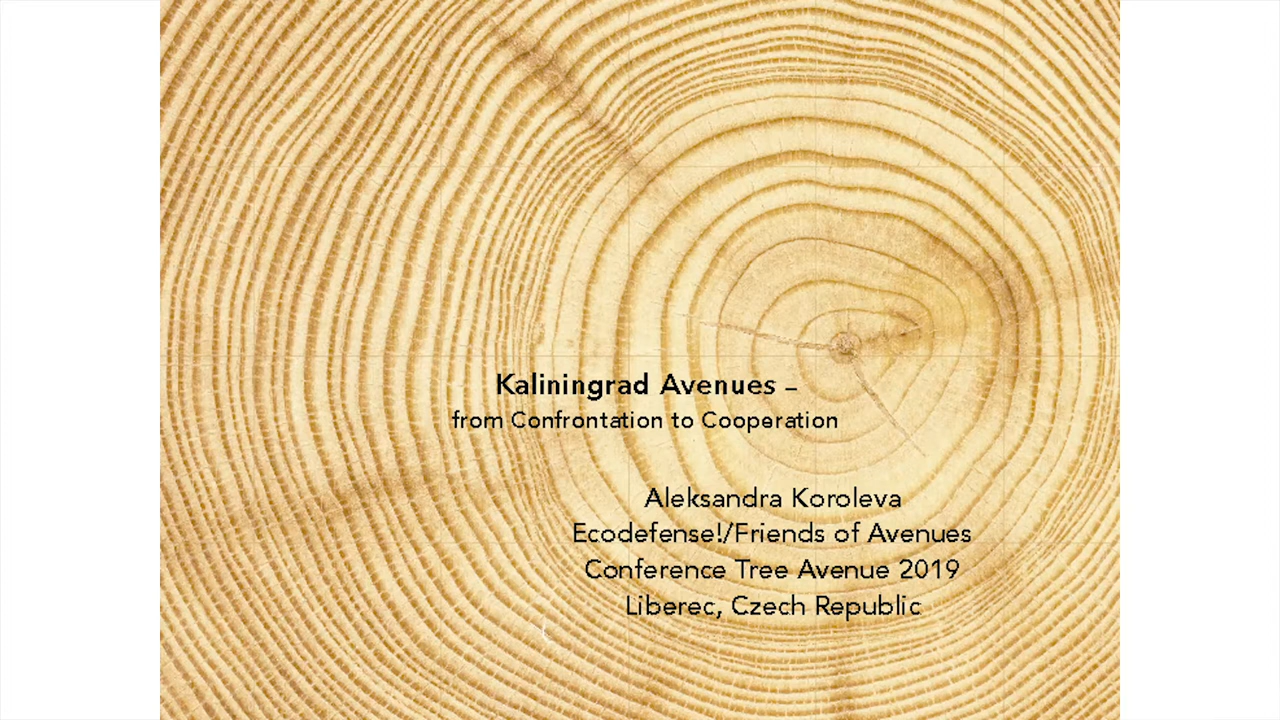 Kaliningrad Avenues –
from Confrontation to Cooperation
Aleksandra Koroleva
Ecodefense!/Friends of Avenues
Conference Tree Avenue 2019
Liberec, Czech Republic